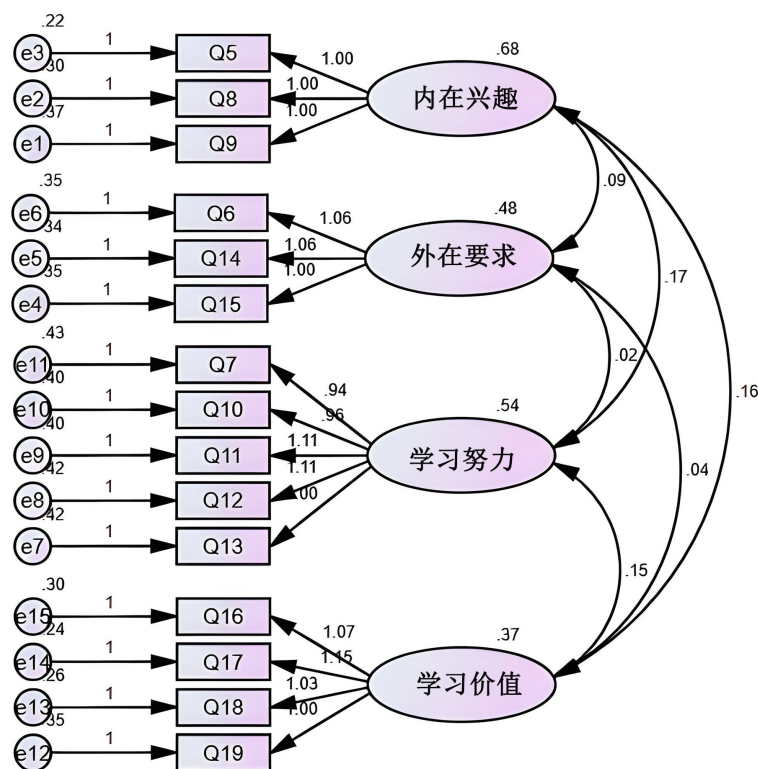 .22
e3 1 Q5 1.00 .68
.30
e2 1 Q8 1.00 内在兴趣
.37
e1 1 Q9 1.00
.09
.35
e6 1 Q6 1.06 .48
.34
e5 1 Q14 1.06 外在要求
.35
e4 1 Q15 1.00
.17
.43
e11 1 Q7 .94 .02
.16
.40
e10 1 Q10 .96 .54
.40
e9 1 Q11 1.11 学习努力
.42
e8 1 Q12 1.11 .04
.42
e7 1 Q13 .00
.15
.30
e15 1 Q16 1.07 .37
.24
e14 1 Q17 1.15 学习价值
.26
e13 1 Q18 1.03
.35
e12 1 Q19 1.00